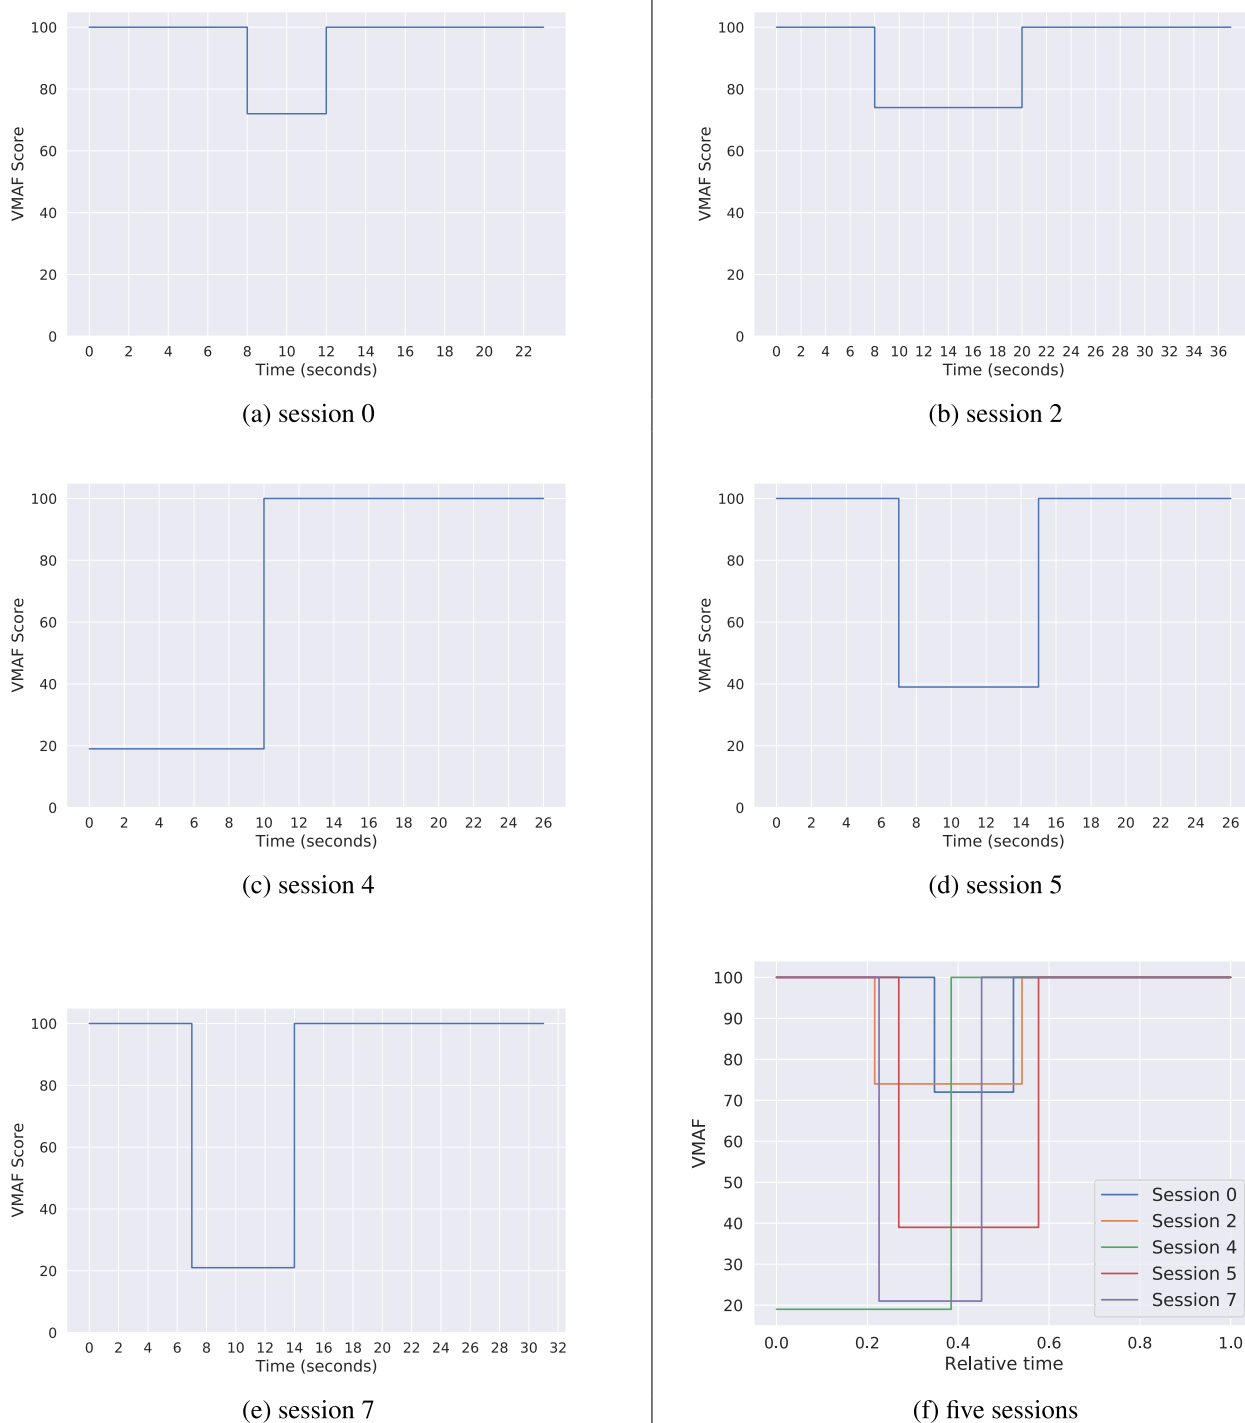 100
80
60
40
20
0
VMAF Score
0 2 4 6 8 10 12 14 16 18 20 22
Time (seconds)
(a) session 0
100
80
60
40
20
0
VMAF Score
0 2 4 6 8 10 12 14 16 18 20 22 24 26 28 30 32 34 36
Time (seconds)
(b) session 2
100
80
60
40
20
0
VMAF Score
0 2 4 6 8 10 12 14 16 18 20 22 24 26
Time (seconds)
(c) session 4
100
80
60
40
20
0
VMAF Score
0 2 4 6 8 10 12 14 16 18 20 22 24 26
Time (seconds)
(d) session 5
100
80
60
40
20
0
VMAF Score
0 2 4 6 8 10 12 14 16 18 20 22 24 26 28 30 32
Time (seconds)
(e) session 7
100
90
80
70
60
50
40
30
20
VMAF
Session 0
Session 2
Session 4
Session 5
Session 7
0.0 0.2 0.4 0.6 0.8 1.0
Relative time
(f) five sessions